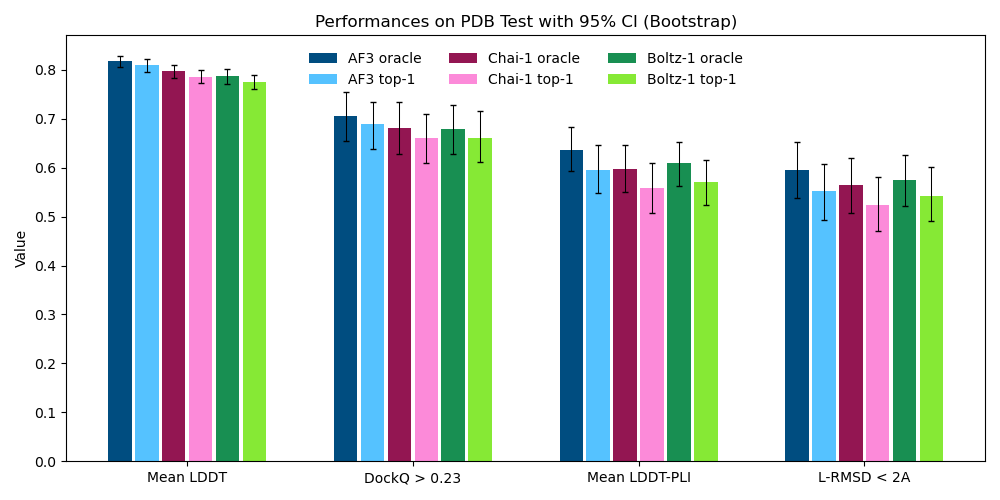 Performances on PDB Test with 95% CI (Bootstrap)
AF3 oracle
AF3 top-1
Chai-1 oracle
Chai-1 top-1
Boltz-1 oracle
Boltz-1 top-1
Value
0.8
0.7
0.6
0.5
0.4
0.3
0.2
0.1
0.0
Mean LDDT
DockQ > 0.23
Mean LDDT-PLI
L-RMSD < 2A